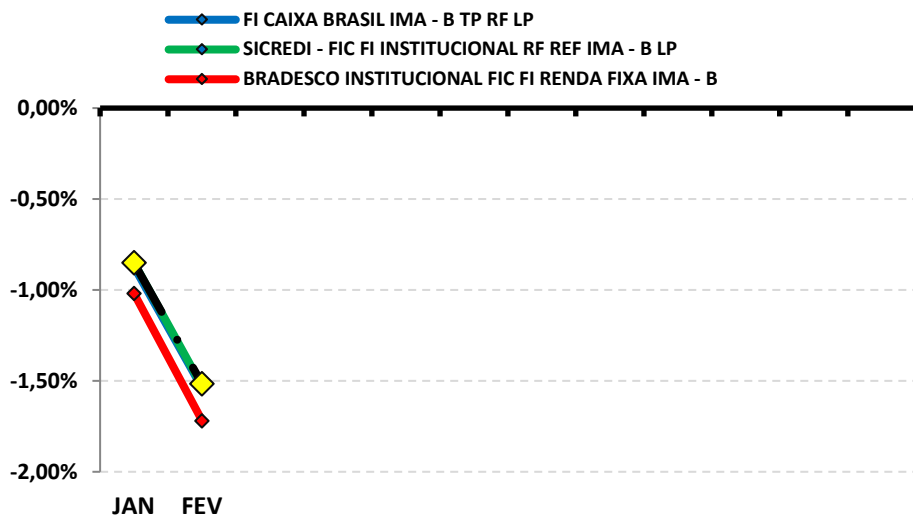 FI CAIXA BRASIL IMA - B TP RF LP
SICREDI - FIC FI INSTITUCIONAL RF REF IMA - B LP
BRADESCO INSTITUCIONAL FIC FI RENDA FIXA IMA - B
0,00%
-0,50%
-1,00%
-1,50%
-2,00%
JAN FEV